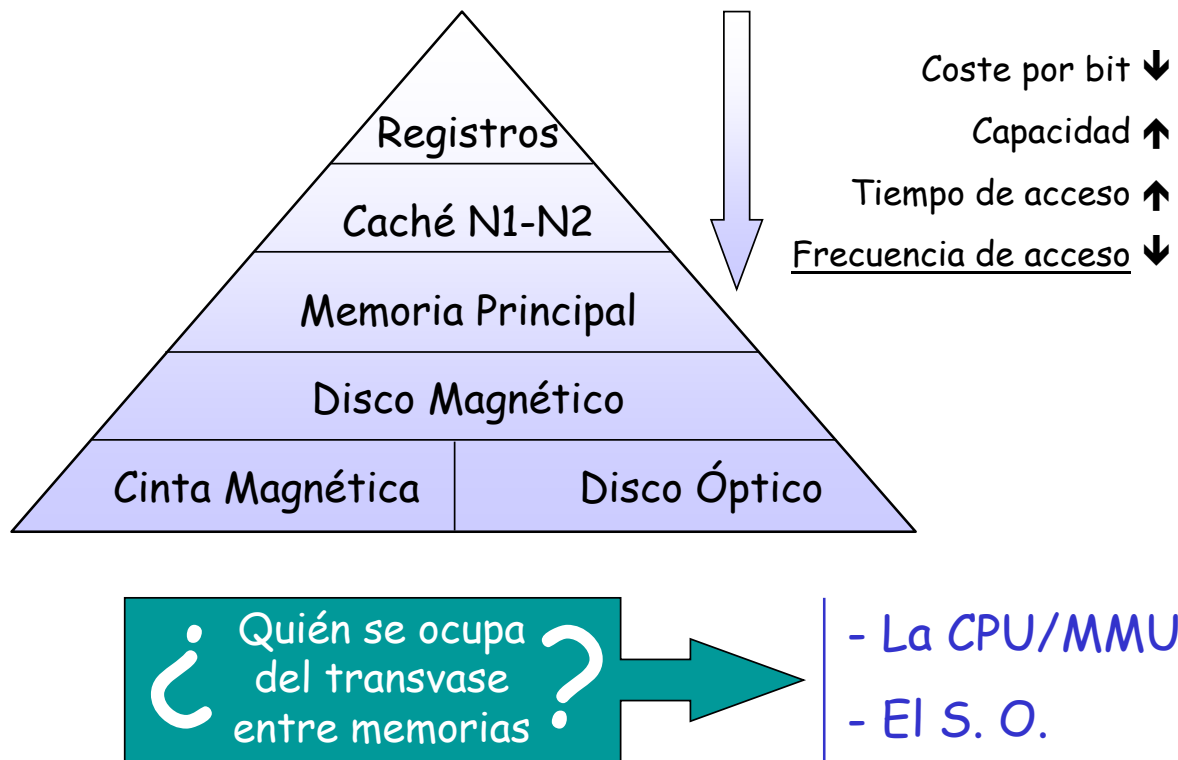 Registros
Caché N1-N2
Memoria Principal
Disco Magnético
Cinta Magnética
Disco Óptico
Coste por bit 🡻
Capacidad 🡹
Tiempo de acceso 🡹
Frecuencia de acceso 🡻
¿ Quién se ocupa
del transvase
entre memorias ?
- La CPU/MMU
- El S. O.